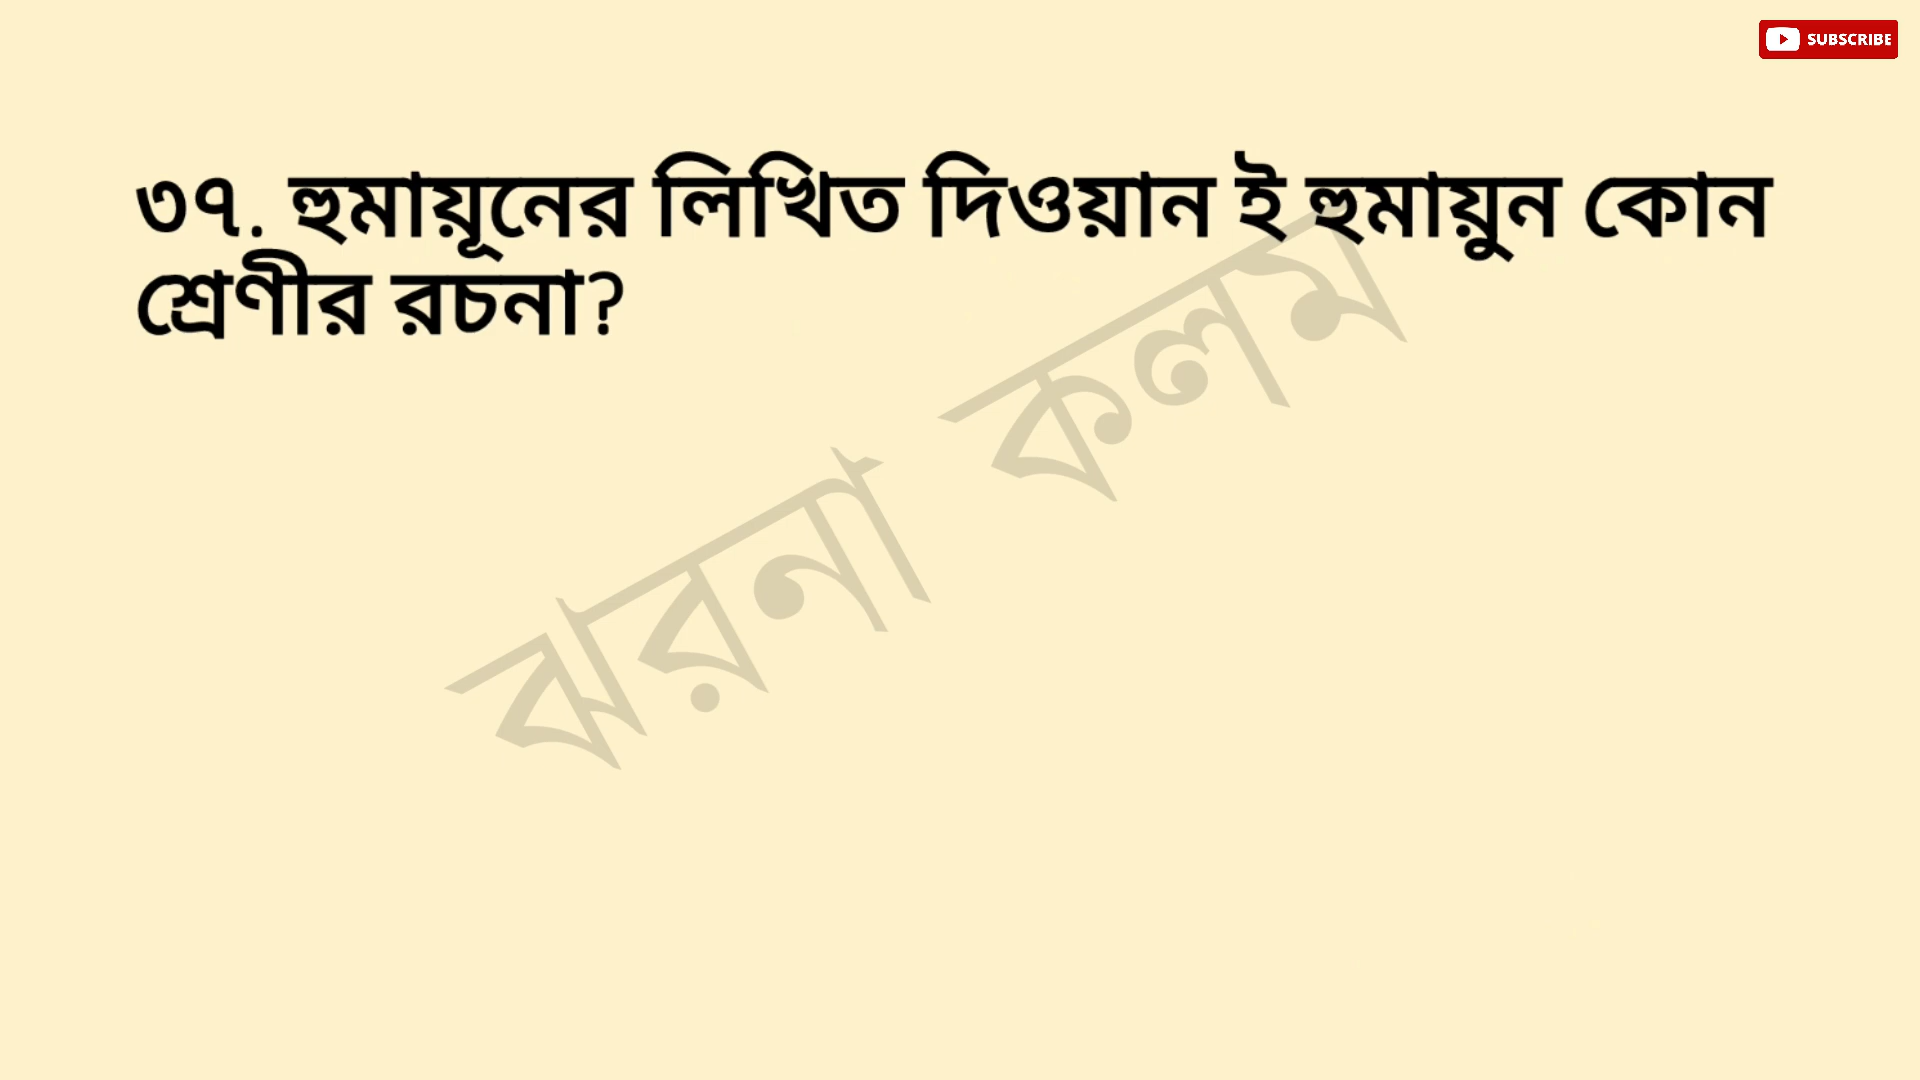 SUBSCRIBE
৩৭. হুমায়ূনের লিখিত দিওয়ান ই হুমায়ুন কোন
শ্রেণীর রচনা?
ঝরনা কলম